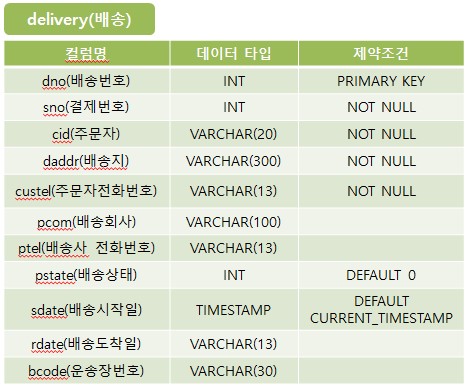 delivery(배송)
컬럼명 데이터 타입 제약조건
dno(배송번호) INT PRIMARY KEY
sno(결제번호) INT NOT NULL
cid(주문자) VARCHAR(20) NOT NULL
daddr(배송지) VARCHAR(300) NOT NULL
custel(주문자전화번호) VARCHAR(13) NOT NULL
pcom(배송회사) VARCHAR(100)
ptel(배송사 전화번호) VARCHAR(13)
pstate(배송상태) INT DEFAULT 0
sdate(배송시작일) TIMESTAMP DEFAULT
CURRENT_TIMESTAMP
rdate(배송도착일) VARCHAR(13)
bcode(운송장번호) VARCHAR(30)